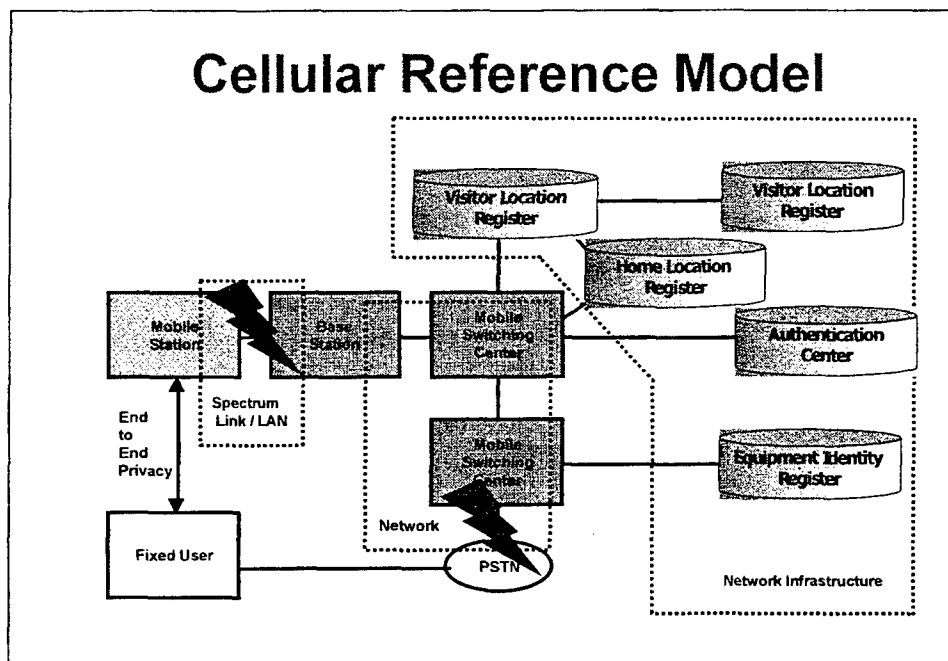 Cellular Reference Model
Visitor Location
Register
Visitor Location
Register
Home Location
Register
Mobile
Station
Base
Station
Mobile
Switching
Center
Authentication
Center
Spectrum
Link / LAN
End
to
End
Privacy
Mobile
Switching
Center
Equipment Identity
Register
Network
Fixed User
PSTN
Network Infrastructure